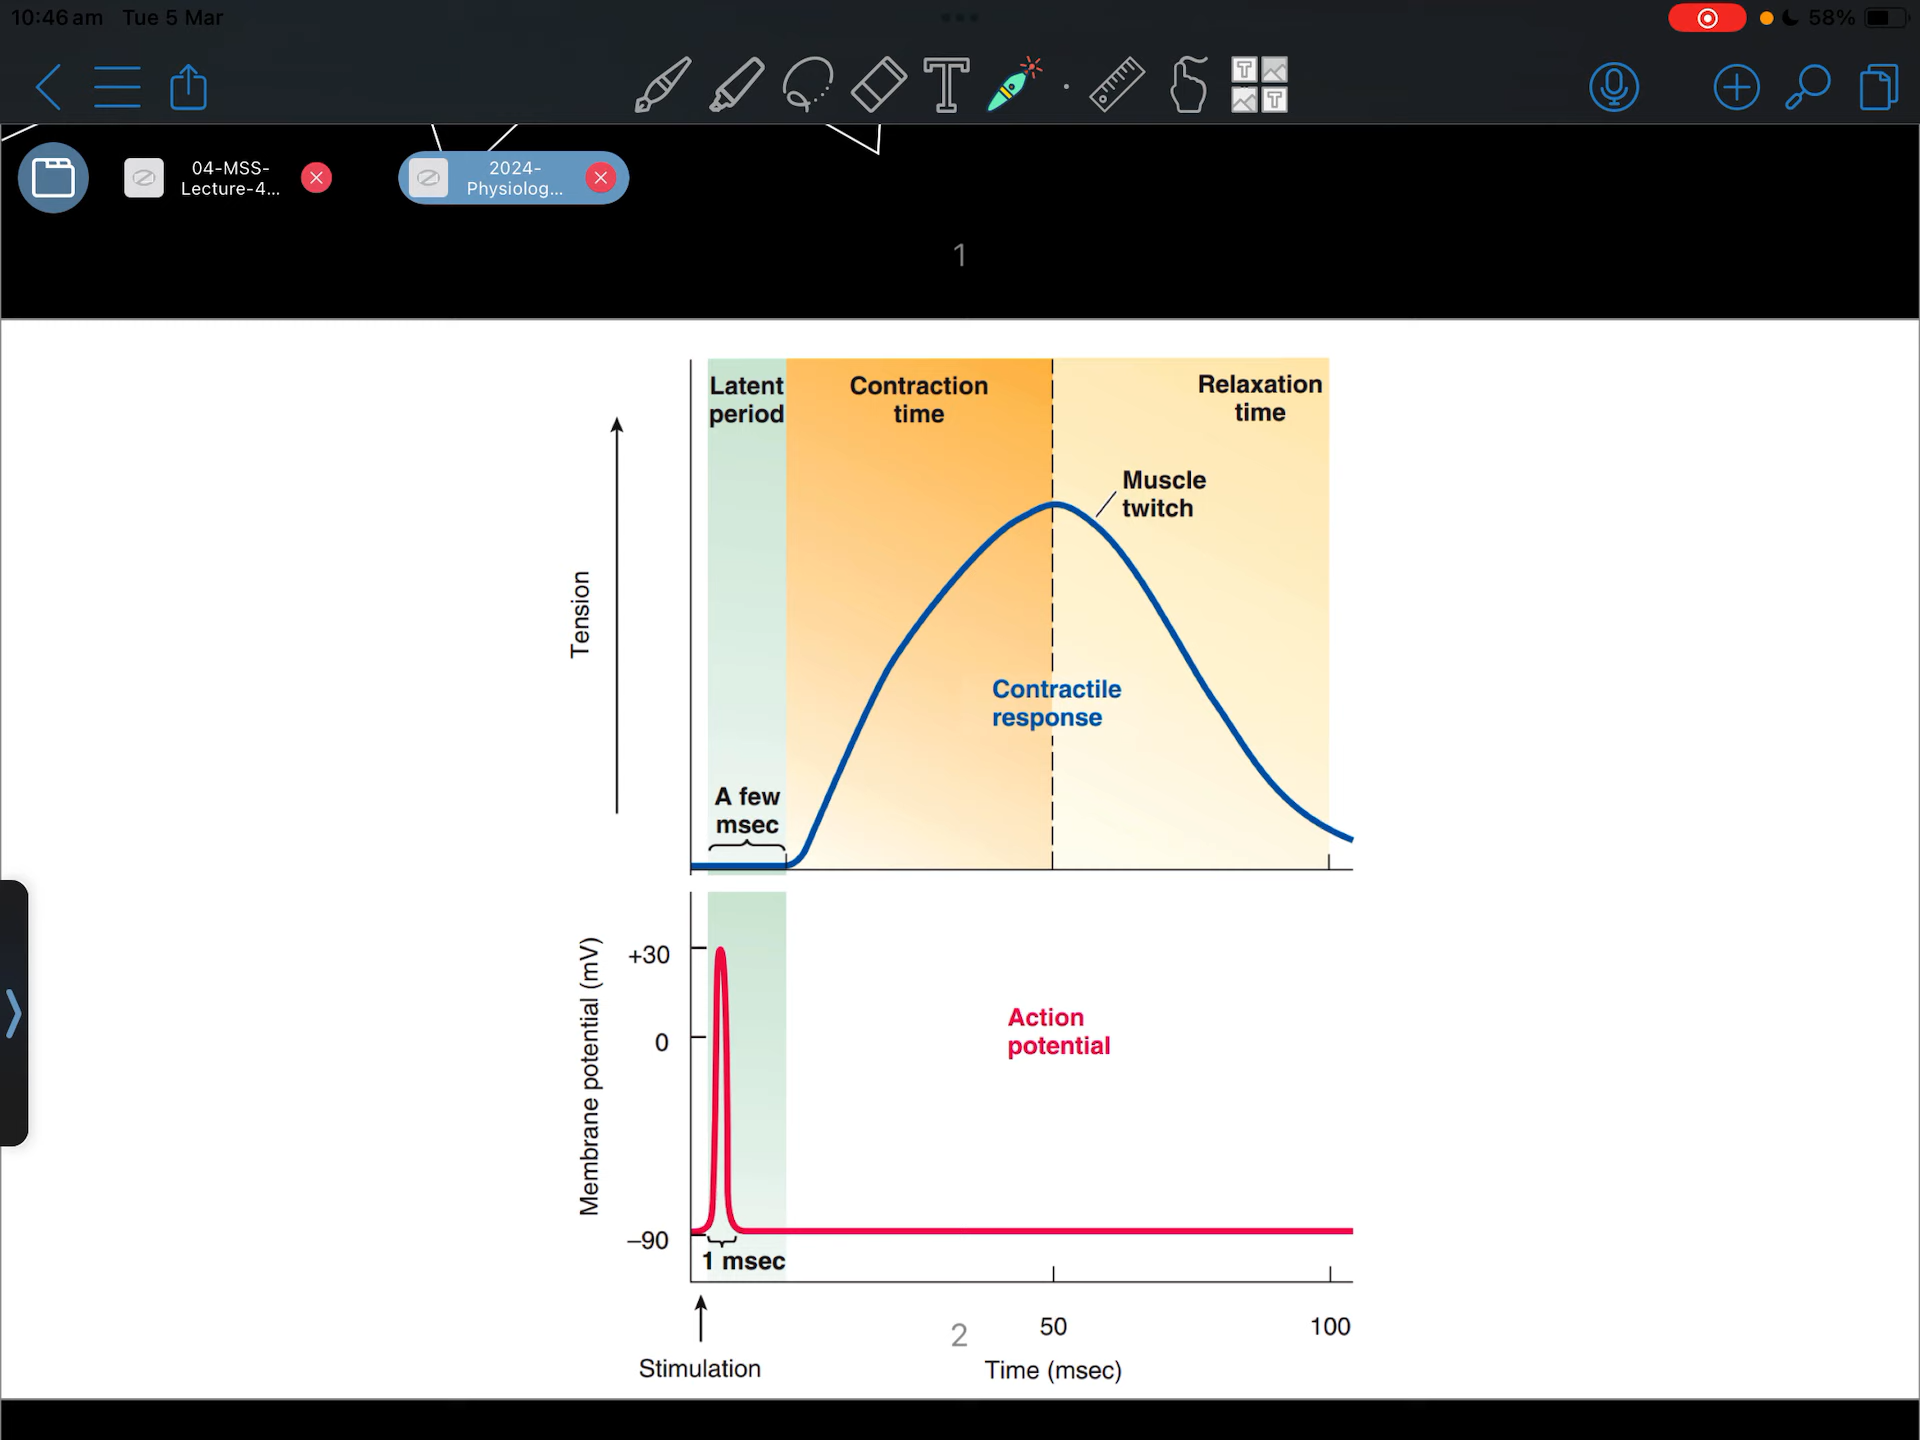 10:46 am Tue 5 Mar
58%
T
T
T
04-MSS-
Lecture-4...
2024-
Physiolog...
1
Latent
period
Contraction
time
Relaxation
time
Muscle
twitch
Tension
Contractile
response
A few
msec
Membrane potential (mV)
+30
0
–90
Action
potential
1 msec
2
50
100
Stimulation
Time (msec)